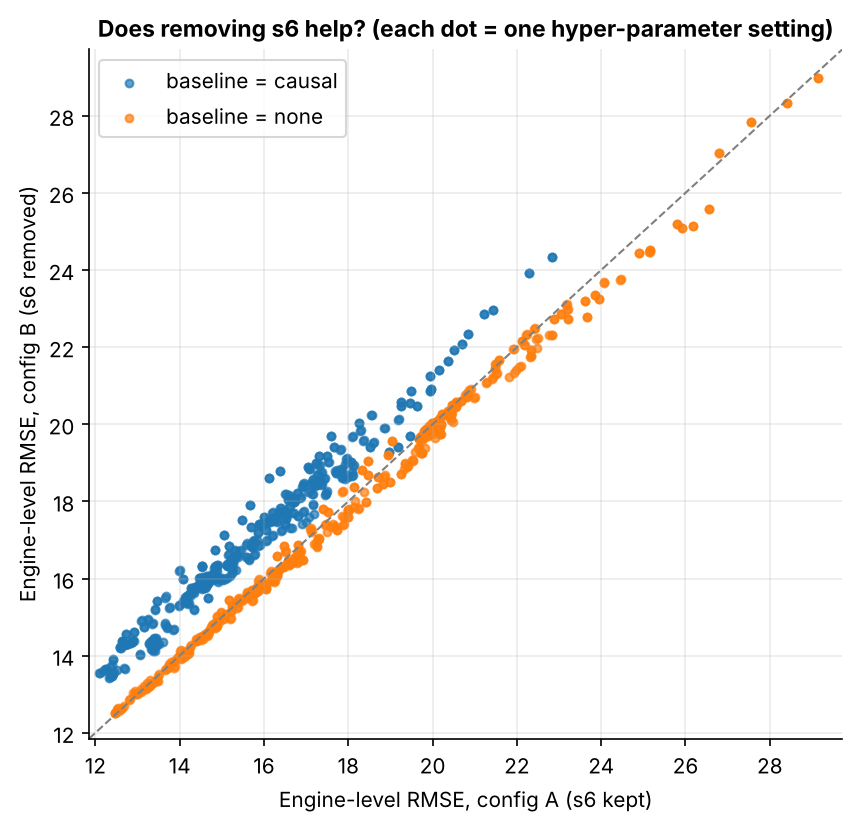 Does removing s6 help? (each dot = one hyper-parameter setting)
baseline = causal
baseline = none
Engine-level RMSE, config B (s6 removed)
28
26
24
22
20
18
16
14
12
12 14 16 18 20 22 24 26 28
Engine-level RMSE, config A (s6 kept)